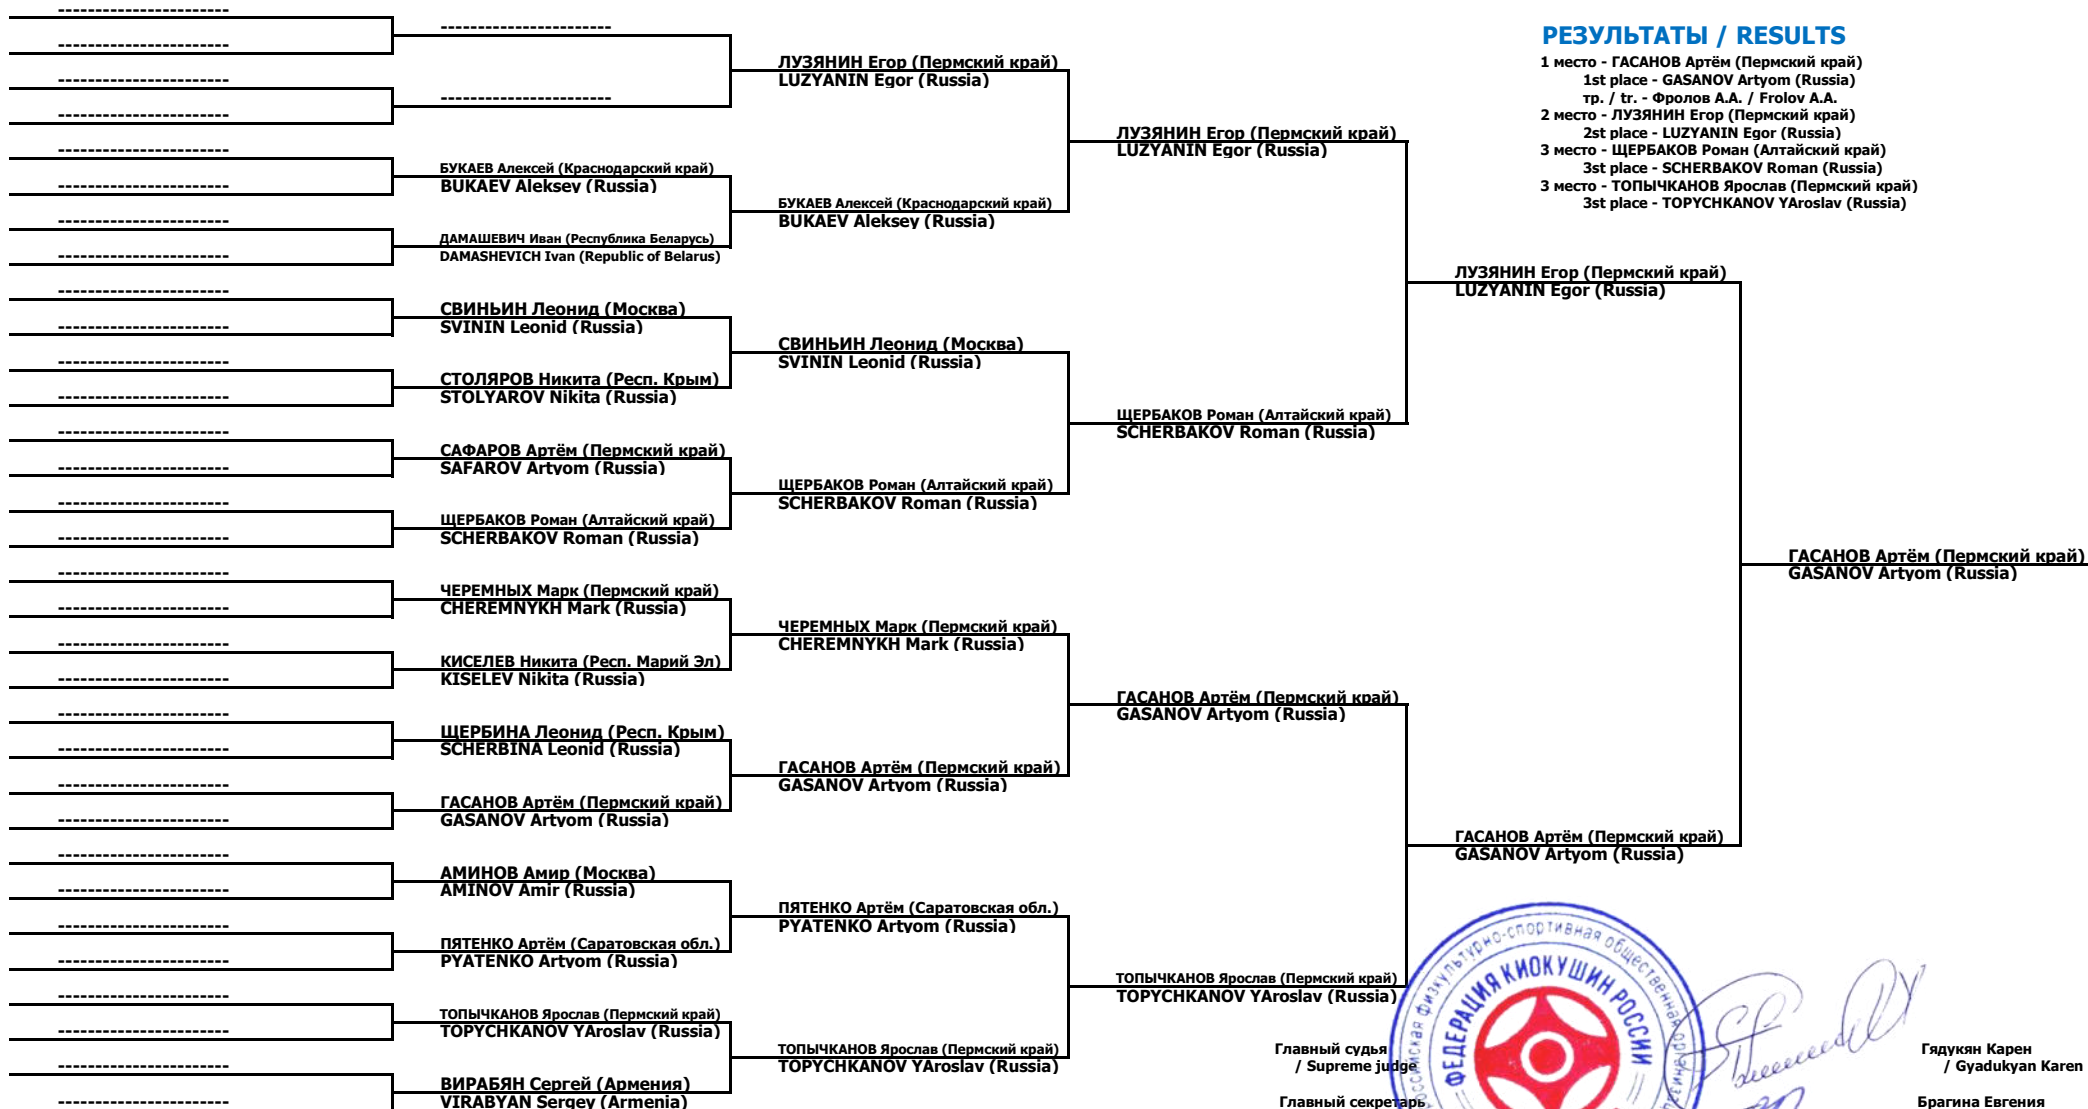 РЕЗУЛЬТАТЫ / RESULTS
1 место - ГАСАНОВ Артём (Пермский край)
1st place - GASANOV Artyom (Russia)
тр. / tr. - Фролов А.А. / Frolov A.A.
2 место - ЛУЗЯНИН Егор (Пермский край)
2st place - LUZYANIN Egor (Russia)
3 место - ЩЕРБАКОВ Роман (Алтайский край)
3st place - SCHERBAKOV Roman (Russia)
3 место - ТОПЫЧКАНОВ Ярослав (Пермский край)
3st place - TOPYCHKANOV YAroslav (Russia)
БУКАЕВ Алексей (Краснодарский край)
BUKAEV Aleksey (Russia)
ДАМАШЕВИЧ Иван (Республика Беларусь)
DAMASHEVICH Ivan (Republic of Belarus)
СВИНЬИН Леонид (Москва)
SVININ Leonid (Russia)
СТОЛЯРОВ Никита (Респ. Крым)
STOLYAROV Nikita (Russia)
САФАРОВ Артём (Пермский край)
SAFAROV Artyom (Russia)
ЩЕРБАКОВ Роман (Алтайский край)
SCHERBAKOV Roman (Russia)
ЧЕРЕМНЫХ Марк (Пермский край)
CHEREMNYKH Mark (Russia)
КИСЕЛЕВ Никита (Респ. Марий Эл)
KISELEV Nikita (Russia)
ЩЕРБИНА Леонид (Респ. Крым)
SCHERBINA Leonid (Russia)
ГАСАНОВ Артём (Пермский край)
GASANOV Artyom (Russia)
АМИНОВ Амир (Москва)
AMINOV Amir (Russia)
ПЯТЕНКО Артём (Саратовская обл.)
PYATENKO Artyom (Russia)
ТОПЫЧКАНОВ Ярослав (Пермский край)
TOPYCHKANOV YAroslav (Russia)
ВИРАБЯН Сергей (Армения)
VIRABYAN Sergey (Armenia)
ЛУЗЯНИН Егор (Пермский край)
LUZYANIN Egor (Russia)
БУКАЕВ Алексей (Краснодарский край)
BUKAEV Aleksey (Russia)
СВИНЬИН Леонид (Москва)
SVININ Leonid (Russia)
ЩЕРБАКОВ Роман (Алтайский край)
SCHERBAKOV Roman (Russia)
ЧЕРЕМНЫХ Марк (Пермский край)
CHEREMNYKH Mark (Russia)
ГАСАНОВ Артём (Пермский край)
GASANOV Artyom (Russia)
ПЯТЕНКО Артём (Саратовская обл.)
PYATENKO Artyom (Russia)
ТОПЫЧКАНОВ Ярослав (Пермский край)
TOPYCHKANOV YAroslav (Russia)
ЛУЗЯНИН Егор (Пермский край)
LUZYANIN Egor (Russia)
ЩЕРБАКОВ Роман (Алтайский край)
SCHERBAKOV Roman (Russia)
ГАСАНОВ Артём (Пермский край)
GASANOV Artyom (Russia)
ТОПЫЧКАНОВ Ярослав (Пермский край)
TOPYCHKANOV YAroslav (Russia)
ЛУЗЯНИН Егор (Пермский край)
LUZYANIN Egor (Russia)
ГАСАНОВ Артём (Пермский край)
GASANOV Artyom (Russia)
ГАСАНОВ Артём (Пермский край)
GASANOV Artyom (Russia)
физкультурно-спортивная общественная
ФЕДЕРАЦИЯ КИОКУШИН РОССИИ
Главный судья
/ Supreme judge
Гядукян Карен
/ Gyadukyan Karen
Главный секретарь
Брагина Евгения